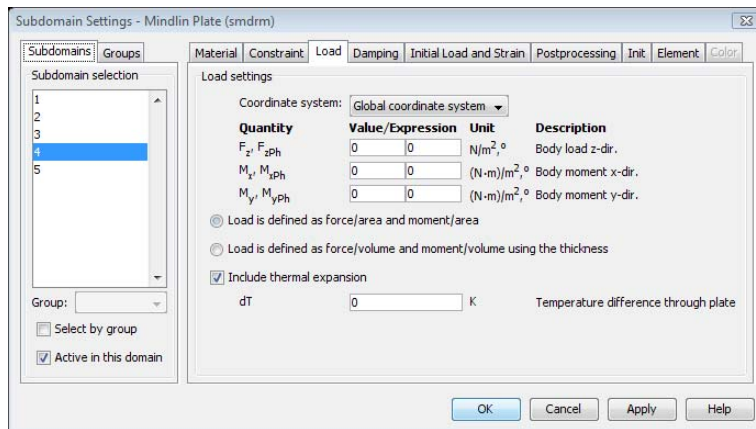 Subdomain Settings - Mindlin Plate (smdrm)
Subdomains Groups
Subdomain selection
1
2
3
4
5
Group:
Select by group
Active in this domain
Material Constraint Load Damping Initial Load and Strain Postprocessing Init Element Color
Load settings
Coordinate system: Global coordinate system
Quantity Value/Expression Unit Description
Fz, FzPh 0 0 N/m², º Body load z-dir.
Mx, MxPh 0 0 (N·m)/m², º Body moment x-dir.
My, MyPh 0 0 (N·m)/m², º Body moment y-dir.
Load is defined as force/area and moment/area
Load is defined as force/volume and moment/volume using the thickness
Include thermal expansion
dT 0 K Temperature difference through plate
OK Cancel Apply Help